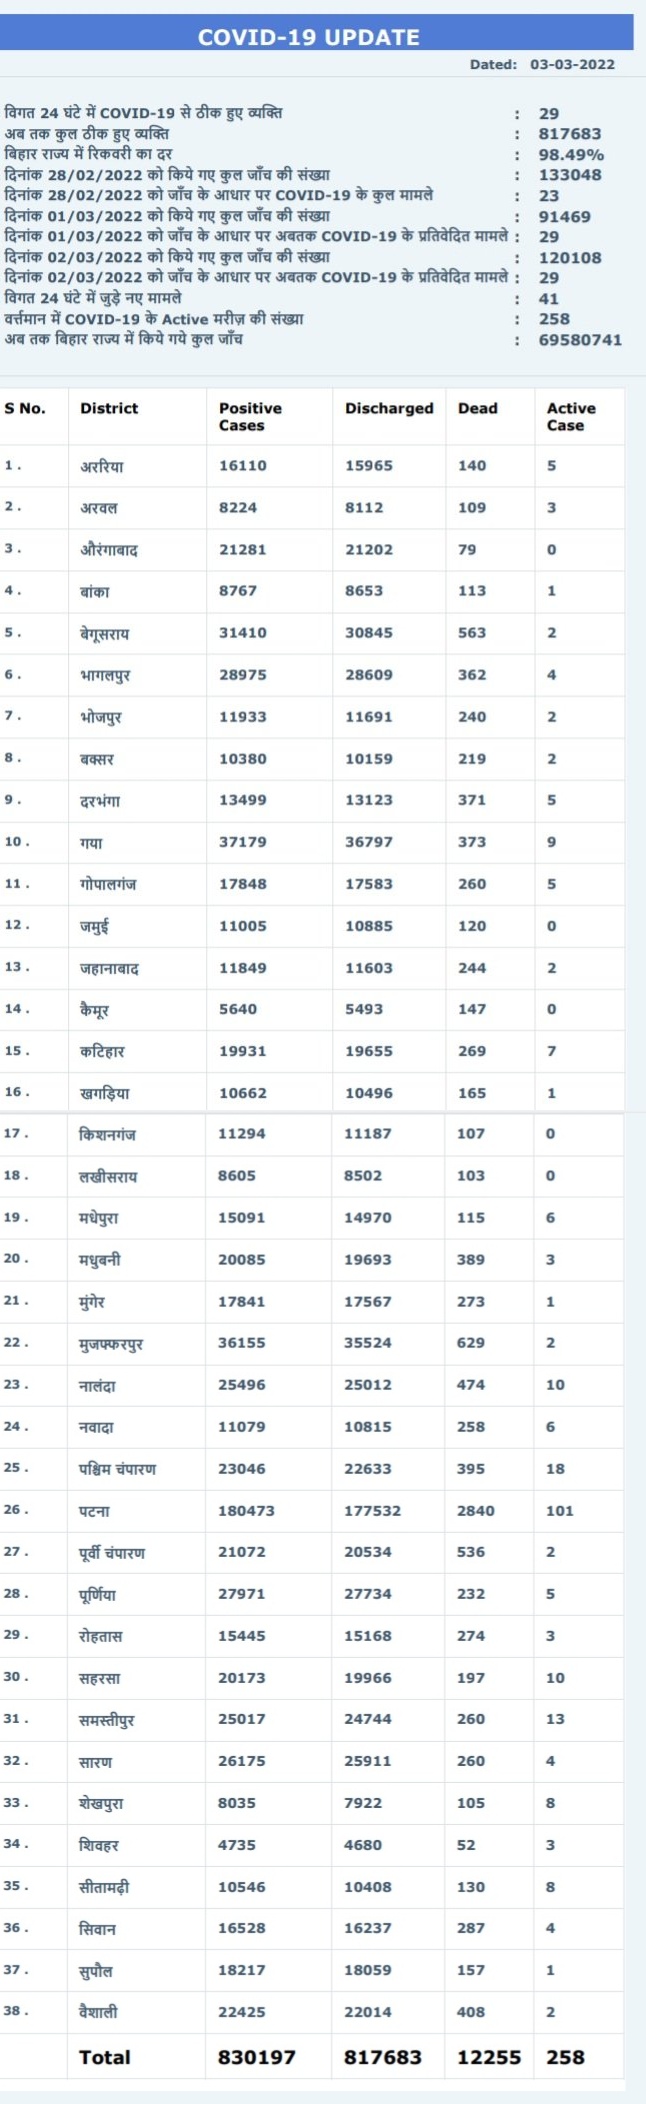 COVID-19 UPDATE
Dated: 03-03-2022
विगत 24 घंटे में COVID-19 से ठीक हुए व्यक्ति : 29
अब तक कुल ठीक हुए व्यक्ति : 817683
बिहार राज्य में रिकवरी का दर : 98.49%
दिनांक 28/02/2022 को किये गए कुल जाँच की संख्या : 133048
दिनांक 28/02/2022 को जाँच के आधार पर COVID-19 के कुल मामले : 23
दिनांक 01/03/2022 को किये गए कुल जाँच की संख्या : 91469
दिनांक 01/03/2022 को जाँच के आधार पर अबतक COVID-19 के प्रतिवेदित मामले : 29
दिनांक 02/03/2022 को किये गए कुल जाँच की संख्या : 120108
दिनांक 02/03/2022 को जाँच के आधार पर अबतक COVID-19 के प्रतिवेदित मामले : 29
विगत 24 घंटे में जुड़े नए मामले : 41
वर्त्तमान में COVID-19 के Active मरीज़ की संख्या : 258
अब तक बिहार राज्य में किये गये कुल जाँच : 69580741
S No. District Positive Cases Discharged Dead Active Case
1 . अररिया 16110 15965 140 5
2 . अरवल 8224 8112 109 3
3 . औरंगाबाद 21281 21202 79 0
4 . बांका 8767 8653 113 1
5 . बेगूसराय 31410 30845 563 2
6 . भागलपुर 28975 28609 362 4
7 . भोजपुर 11933 11691 240 2
8 . बक्सर 10380 10159 219 2
9 . दरभंगा 13499 13123 371 5
10 . गया 37179 36797 373 9
11 . गोपालगंज 17848 17583 260 5
12 . जमुई 11005 10885 120 0
13 . जहानाबाद 11849 11603 244 2
14 . कैमूर 5640 5493 147 0
15 . कटिहार 19931 19655 269 7
16 . खगड़िया 10662 10496 165 1
17 . किशनगंज 11294 11187 107 0
18 . लखीसराय 8605 8502 103 0
19 . मधेपुरा 15091 14970 115 6
20 . मधुबनी 20085 19693 389 3
21 . मुंगेर 17841 17567 273 1
22 . मुजफ्फरपुर 36155 35524 629 2
23 . नालंदा 25496 25012 474 10
24 . नवादा 11079 10815 258 6
25 . पश्चिम चंपारण 23046 22633 395 18
26 . पटना 180473 177532 2840 101
27 . पूर्वी चंपारण 21072 20534 536 2
28 . पूर्णिया 27971 27734 232 5
29 . रोहतास 15445 15168 274 3
30 . सहरसा 20173 19966 197 10
31 . समस्तीपुर 25017 24744 260 13
32 . सारण 26175 25911 260 4
33 . शेखपुरा 8035 7922 105 8
34 . शिवहर 4735 4680 52 3
35 . सीतामढ़ी 10546 10408 130 8
36 . सिवान 16528 16237 287 4
37 . सुपौल 18217 18059 157 1
38 . वैशाली 22425 22014 408 2
Total 830197 817683 12255 258